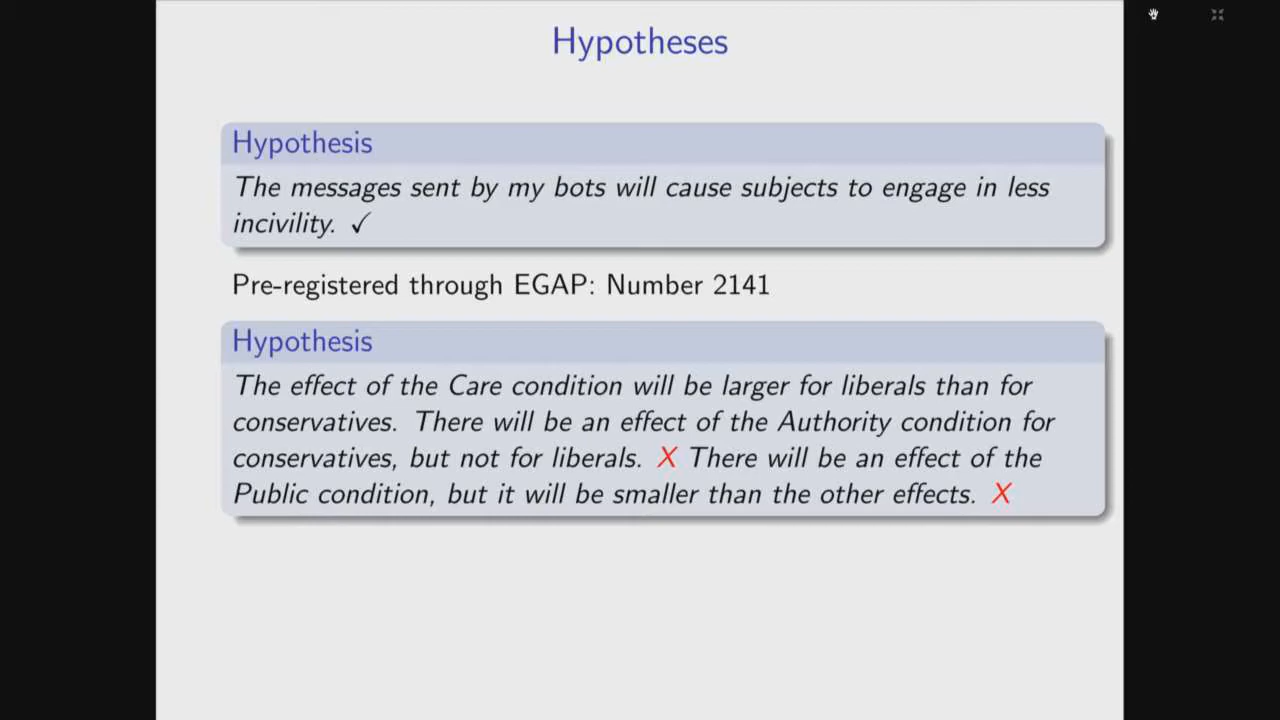 Hypotheses
Hypothesis
The messages sent by my bots will cause subjects to engage in less
incivility. ✓
Pre-registered through EGAP: Number 2141
Hypothesis
The effect of the Care condition will be larger for liberals than for
conservatives. There will be an effect of the Authority condition for
conservatives, but not for liberals. X There will be an effect of the
Public condition, but it will be smaller than the other effects. X